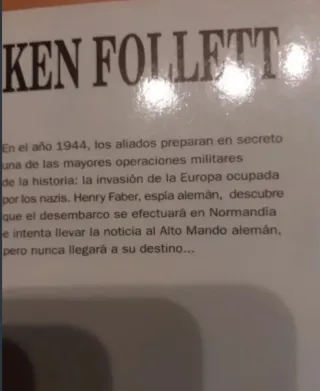 KEN FOLLETT
En el año 1944, los aliados preparan en secreto
una de las mayores operaciones militares
de la historia: la invasión de la Europa ocupada
por los nazis. Henry Faber, espía alemán, descubre
que el desembarco se efectuará en Normandía
e intenta llevar la noticia al Alto Mando alemán,
pero nunca llegará a su destino...